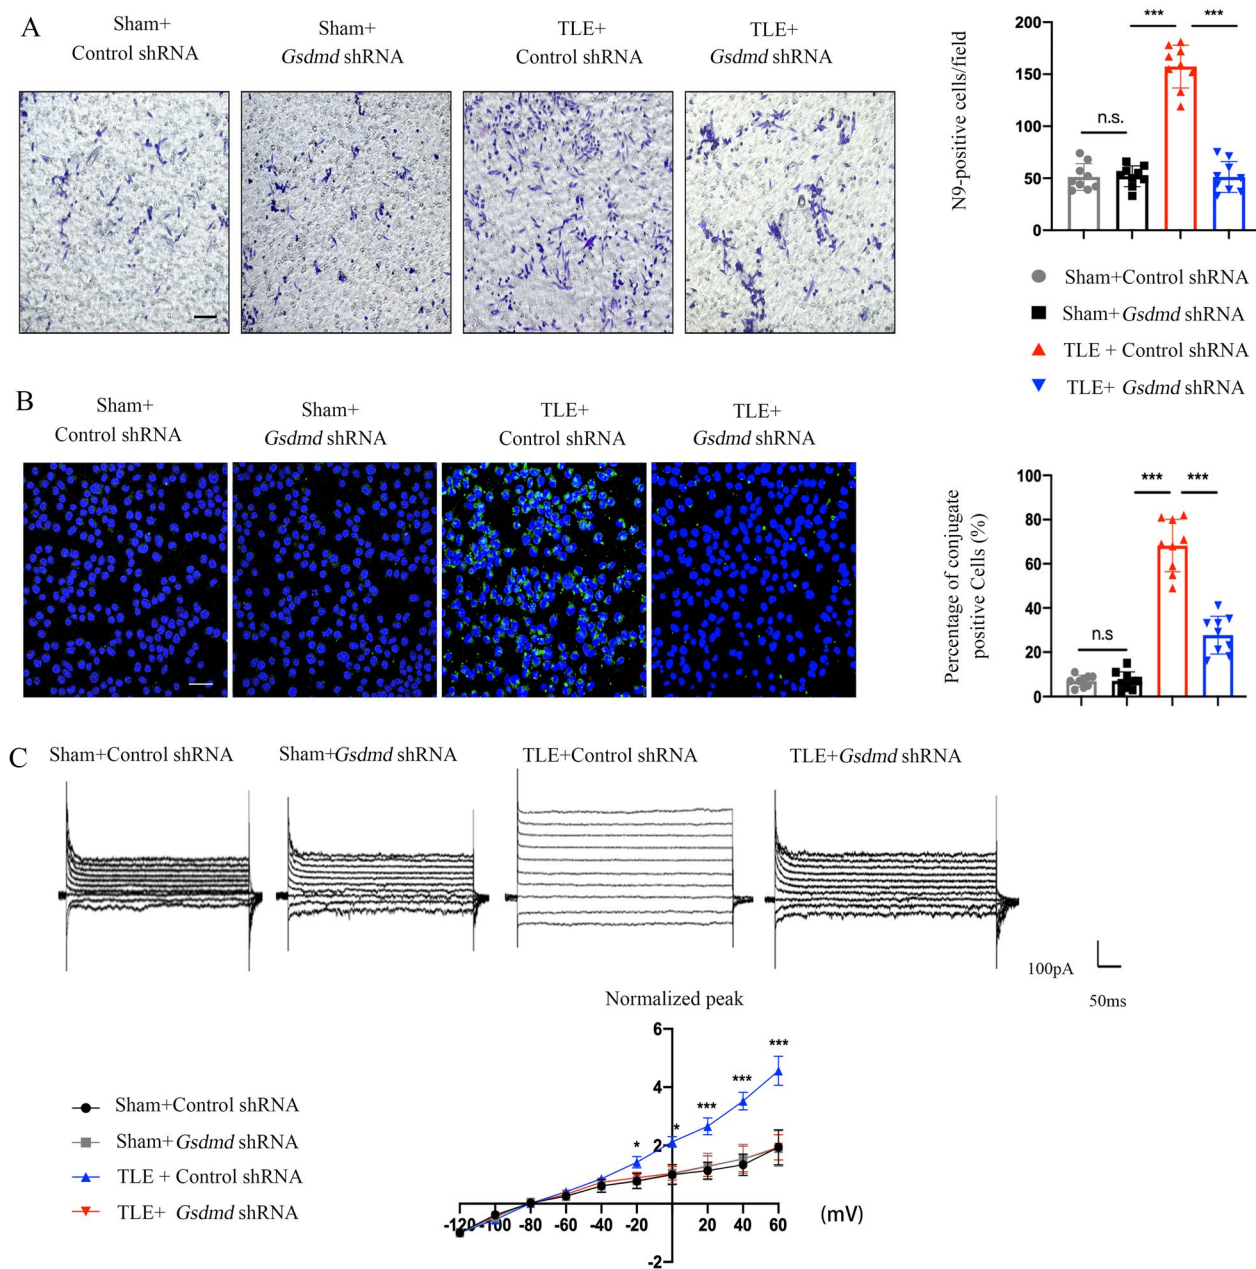 A
Sham+
Control shRNA
Sham+
Gsdmd shRNA
TLE+
Control shRNA
TLE+
Gsdmd shRNA
N9-positive cells/field
200
150
100
50
0
n.s.
***
***
Sham+Control shRNA
Sham+Gsdmd shRNA
TLE + Control shRNA
TLE+ Gsdmd shRNA
B
Sham+
Control shRNA
Sham+
Gsdmd shRNA
TLE+
Control shRNA
TLE+
Gsdmd shRNA
Percentage of conjugate
positive Cells (%)
100
80
60
40
20
0
n.s
***
***
C
Sham+Control shRNA
Sham+Gsdmd shRNA
TLE+Control shRNA
TLE+Gsdmd shRNA
100pA
50ms
Normalized peak
Sham+Control shRNA
Sham+Gsdmd shRNA
TLE + Control shRNA
TLE+ Gsdmd shRNA
6
4
2
-2
* * *** *** ***
-120 -100 -80 -60 -40 -20 20 40 60
(mV)